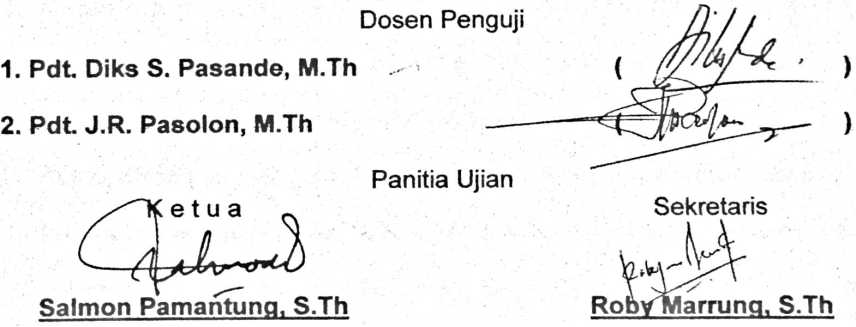 Dosen Penguji
1. Pdt. Diks S. Pasande, M.Th ( )
2. Pdt. J.R. Pasolon, M.Th ( )
Panitia Ujian
Ketua Sekretaris
Salmon Pamantung, S.Th Roby Marrung, S.Th